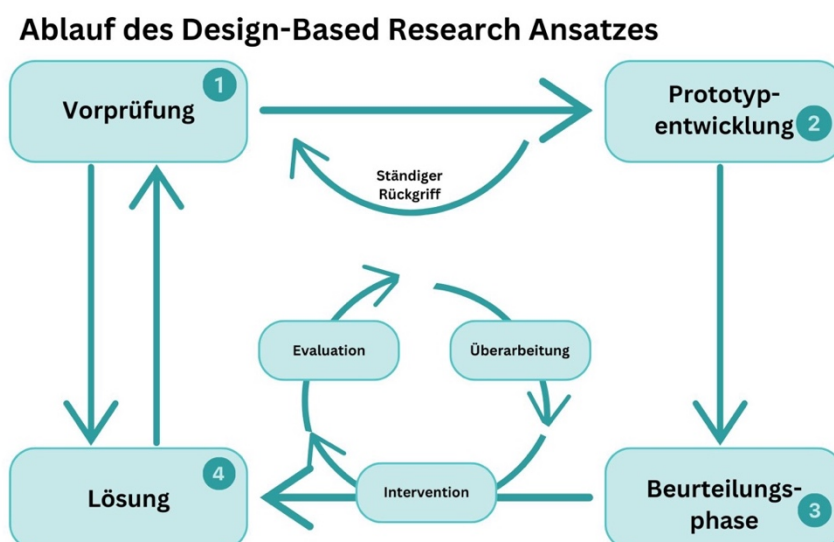 Ablauf des Design-Based Research Ansatzes
1
Vorprüfung
Prototyp-
entwicklung
2
Ständiger
Rückgriff
Evaluation
Überarbeitung
4
Lösung
Intervention
Beurteilungs-
phase
3